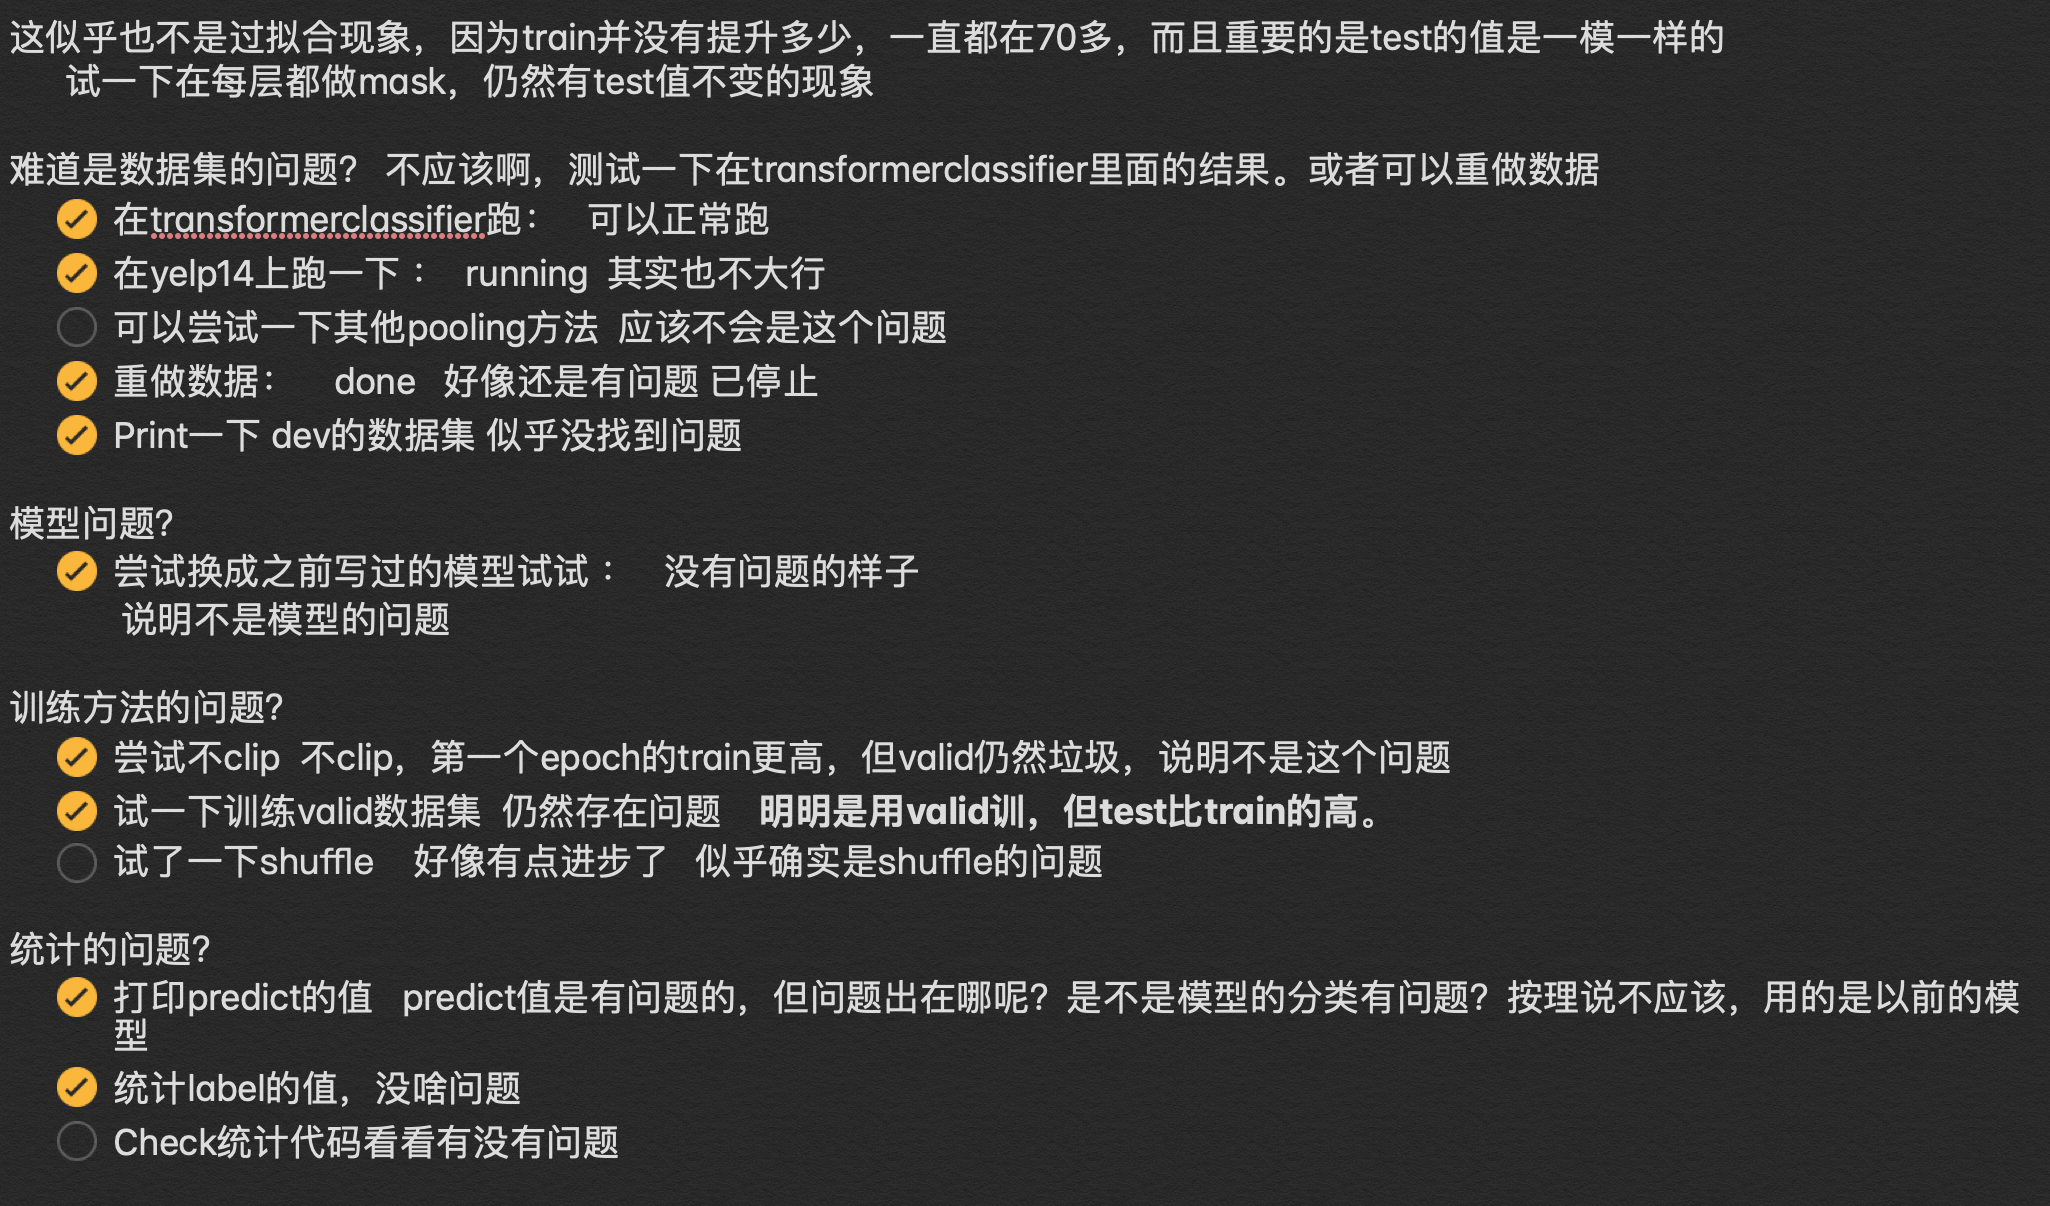 这似乎也不是过拟合现象，因为train并没有提升多少，一直都在70多，而且重要的是test的值是一模一样的
试一下在每层都做mask，仍然有test值不变的现象
难道是数据集的问题？ 不应该啊，测试一下在transformerclassifier里面的结果。或者可以重做数据
在transformerclassifier跑： 可以正常跑
在yelp14上跑一下： running 其实也不大行
可以尝试一下其他pooling方法 应该不会是这个问题
重做数据： done 好像还是有问题 已停止
Print一下 dev的数据集 似乎没找到问题
模型问题？
尝试换成之前写过的模型试试： 没有问题的样子
说明不是模型的问题
训练方法的问题？
尝试不clip 不clip，第一个epoch的train更高，但valid仍然垃圾，说明不是这个问题
试一下训练valid数据集 仍然存在问题 明明是用valid训，但test比train的高。
试了一下shuffle 好像有点进步了 似乎确实是shuffle的问题
统计的问题？
打印predict的值 predict值是有问题的，但问题出在哪呢？是不是模型的分类有问题？按理说不应该，用的是以前的模
型
统计label的值，没啥问题
Check统计代码看看有没有问题